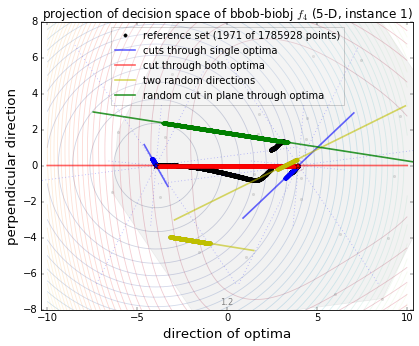 projection of decision space of bbob-biobj f₄ (5-D, instance 1)
reference set (1971 of 1785928 points)
cuts through single optima
cut through both optima
two random directions
random cut in plane through optima
perpendicular direction
8
6
4
2
0
−2
−4
−6
−8
1.2
−10 −5 0 5 10
direction of optima